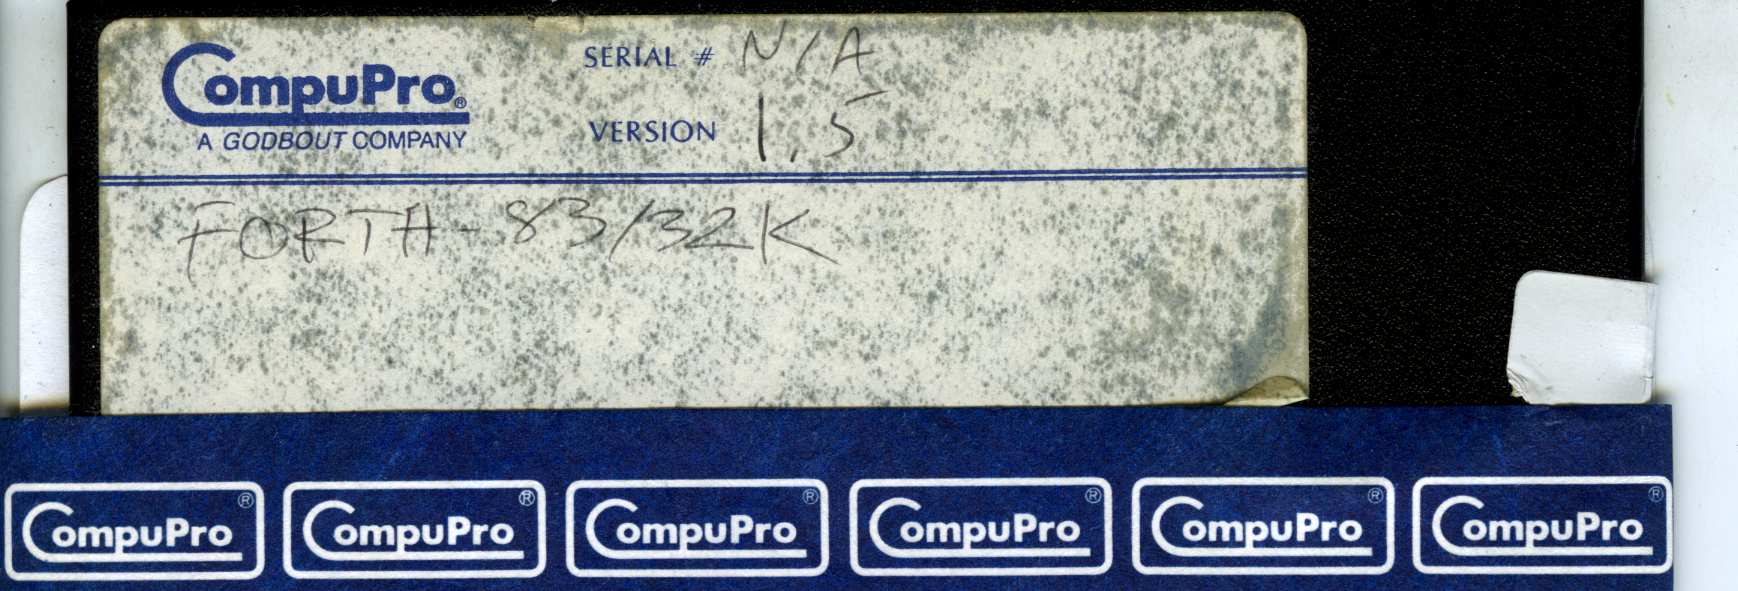 CompuPro®
A GODBOUT COMPANY
SERIAL # N/A
VERSION 1.5
FORTH-83/32K
CompuPro® CompuPro® CompuPro® CompuPro® CompuPro® CompuPro®